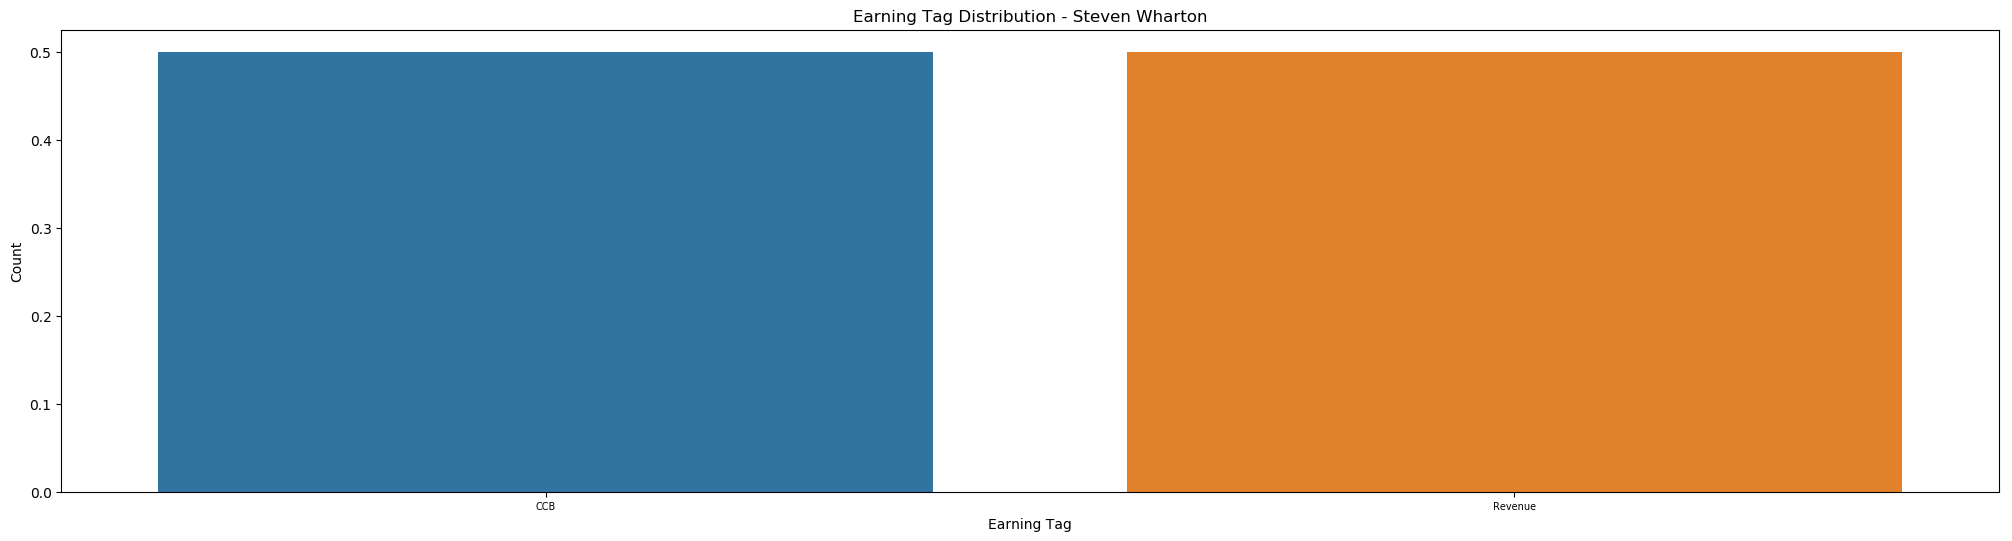 Earning Tag Distribution - Steven Wharton
0.5
0.4
0.3
0.2
0.1
0.0
Count
CCB Revenue
Earning Tag